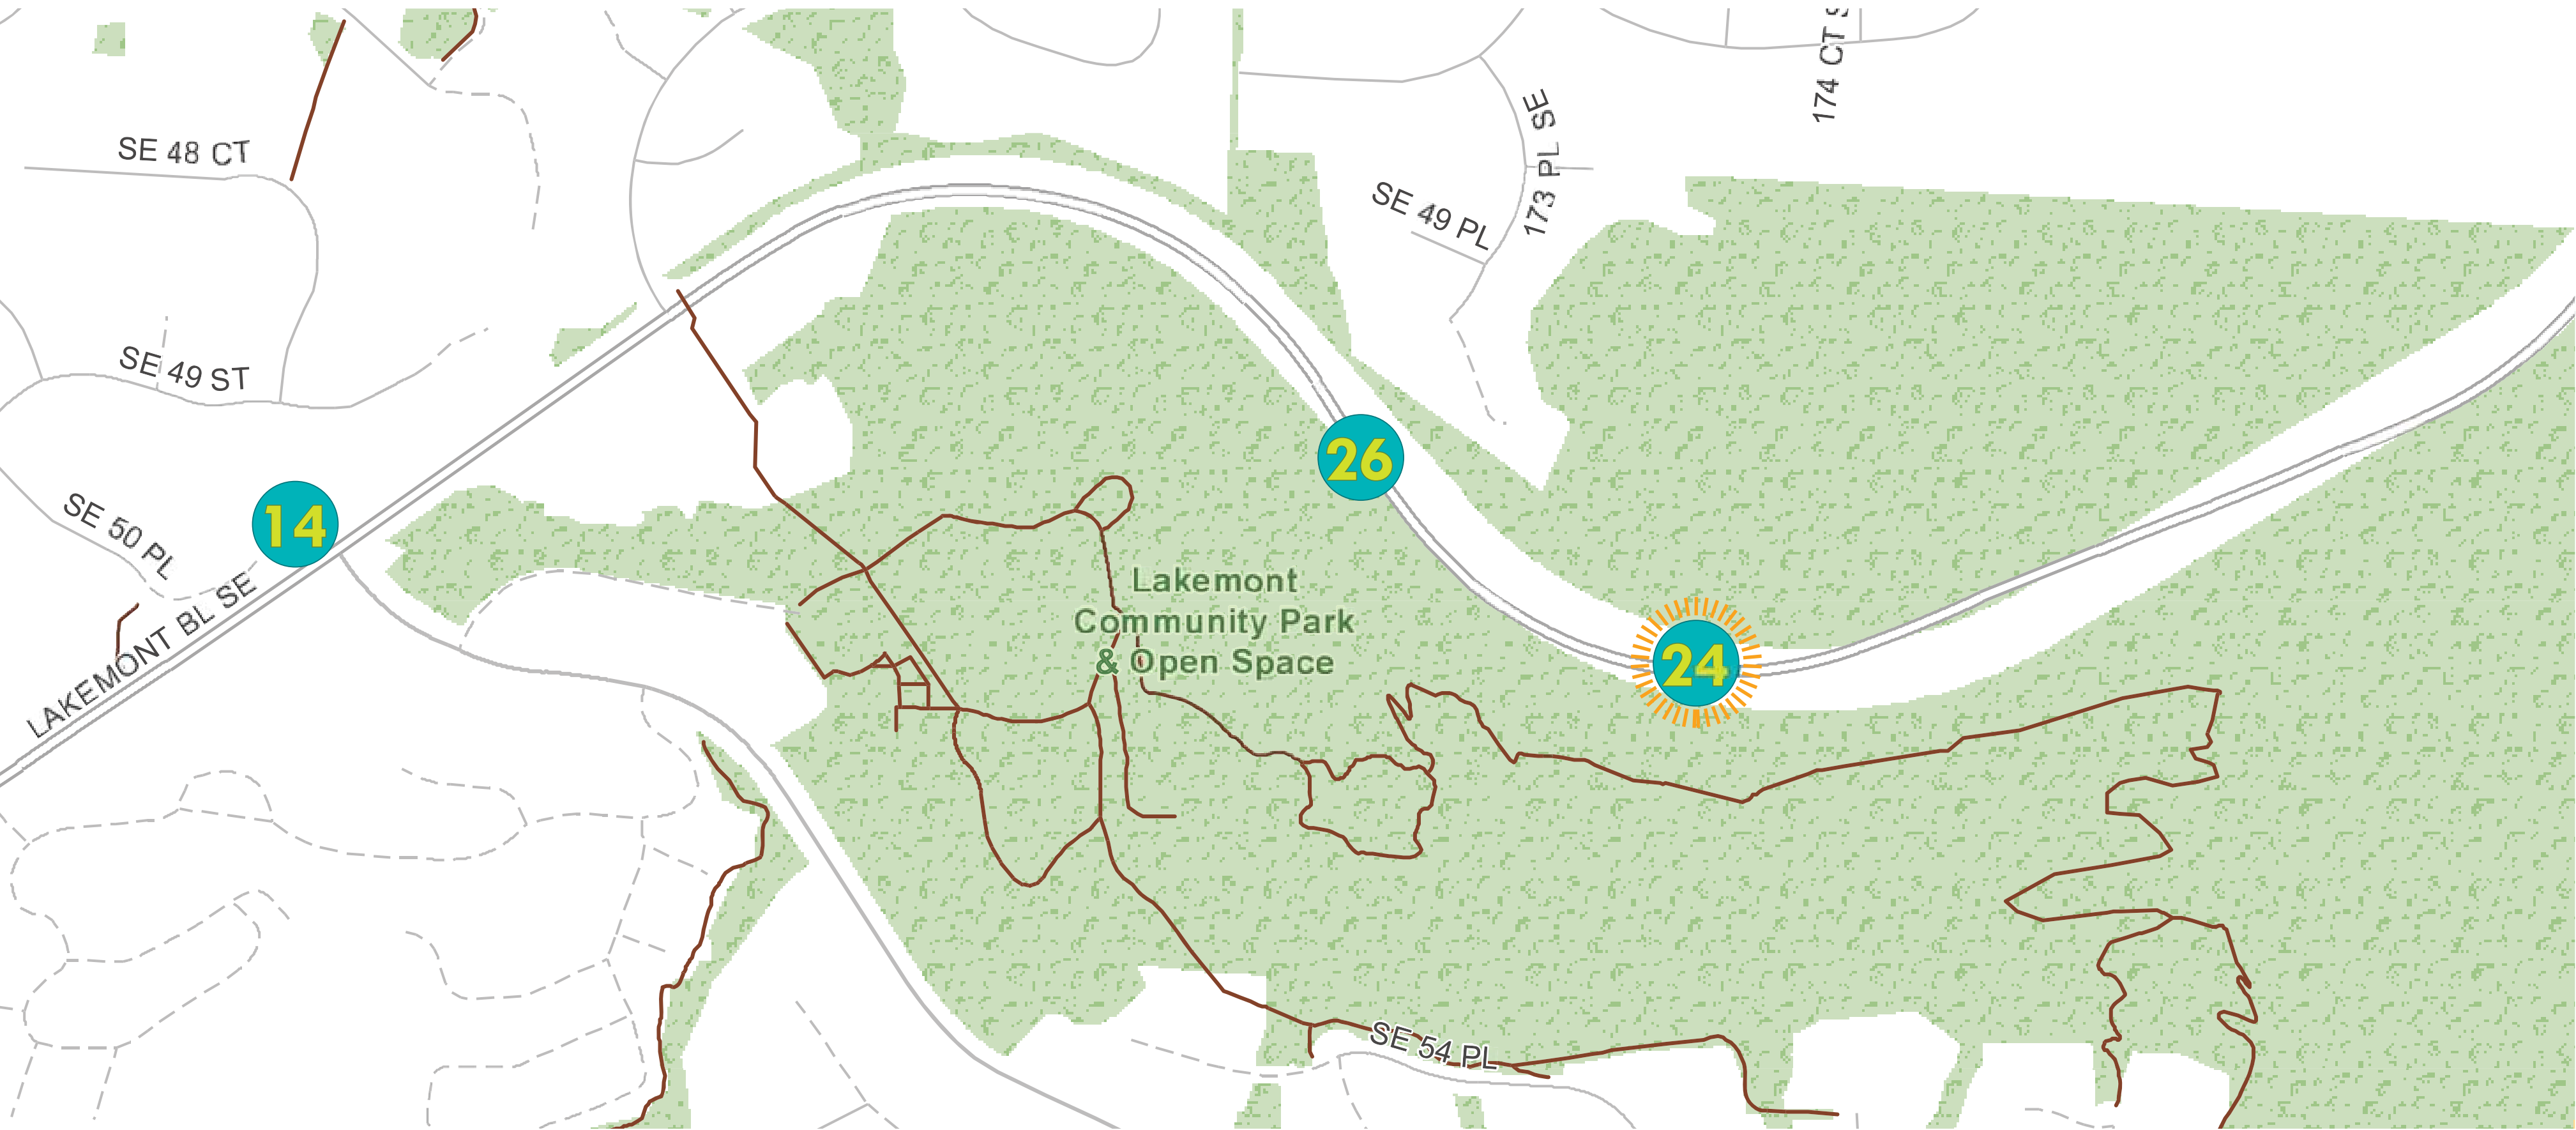 174 CT
SE 48 CT
173 PL SE
SE 49 PL
SE 49 ST
26
14
SE 50 PL
LAKEMONT BL SE
Lakemont
Community Park
& Open Space
24
SE 54 PL